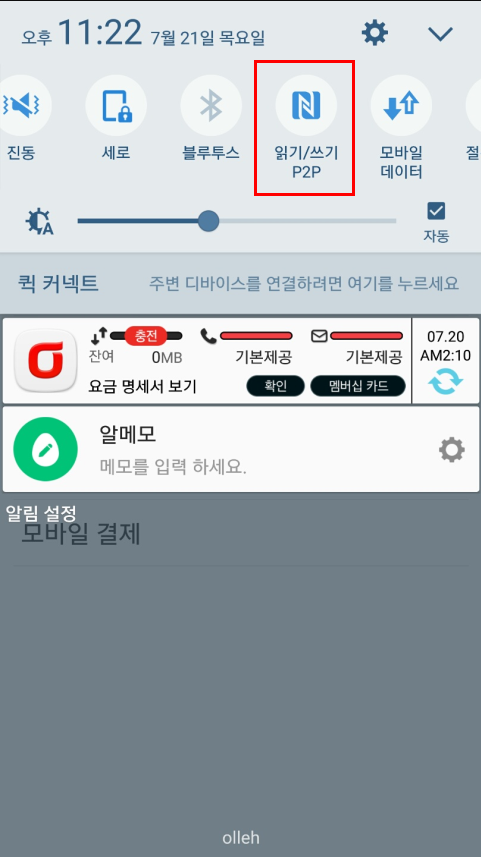 오후 11:22 7월 21일 목요일
진동
세로
블루투스
읽기/쓰기
P2P
모바일
데이터
절
자동
퀵 커넥트
주변 디바이스를 연결하려면 여기를 누르세요
충전
잔여 0MB
기본제공
기본제공
07.20
AM2:10
요금 명세서 보기
확인
멤버십 카드
알메모
메모를 입력 하세요.
알림 설정
모바일 결제
olleh